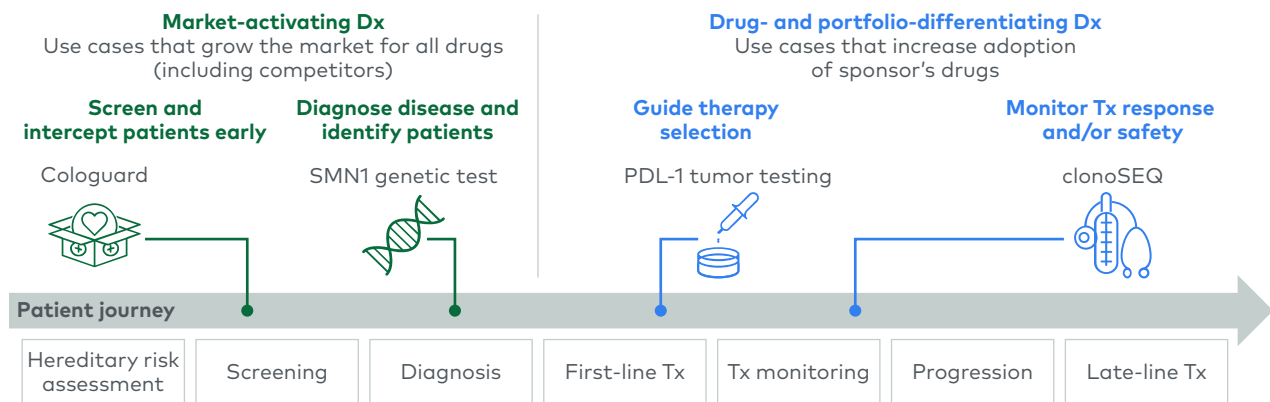 Market-activating Dx
Use cases that grow the market for all drugs
(including competitors)
Drug- and portfolio-differentiating Dx
Use cases that increase adoption
of sponsor's drugs
Screen and
intercept patients early
Cologuard
Diagnose disease and
identify patients
SMN1 genetic test
Guide therapy
selection
PDL-1 tumor testing
Monitor Tx response
and/or safety
clonoSEQ
Patient journey
Hereditary risk
assessment
Screening
Diagnosis
First-line Tx
Tx monitoring
Progression
Late-line Tx